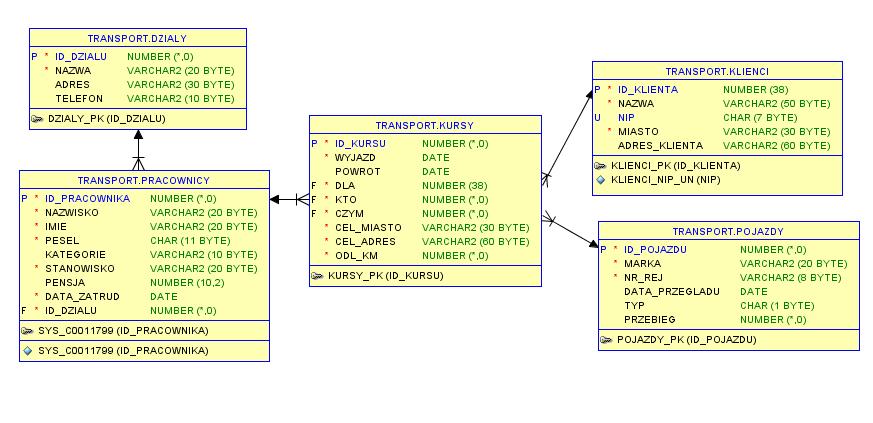 TRANSPORT.DZIALY
P * ID_DZIALU NUMBER (*,0)
* NAZWA VARCHAR2 (20 BYTE)
ADRES VARCHAR2 (30 BYTE)
TELEFON VARCHAR2 (10 BYTE)
DZIALY_PK (ID_DZIALU)
TRANSPORT.PRACOWNICY
P * ID_PRACOWNIKA NUMBER (*,0)
* NAZWISKO VARCHAR2 (20 BYTE)
* IMIE VARCHAR2 (20 BYTE)
* PESEL CHAR (11 BYTE)
KATEGORIE VARCHAR2 (10 BYTE)
* STANOWISKO VARCHAR2 (20 BYTE)
PENSJA NUMBER (10,2)
* DATA_ZATRUD DATE
F * ID_DZIALU NUMBER (*,0)
SYS_C0011799 (ID_PRACOWNIKA)
SYS_C0011799 (ID_PRACOWNIKA)
TRANSPORT.KURSY
P * ID_KURSU NUMBER (*,0)
* WYJAZD DATE
POWROT DATE
F * DLA NUMBER (38)
F * KTO NUMBER (*,0)
F * CZYM NUMBER (*,0)
* CEL_MIASTO VARCHAR2 (30 BYTE)
* CEL_ADRES VARCHAR2 (60 BYTE)
* ODL_KM NUMBER (*,0)
KURSY_PK (ID_KURSU)
TRANSPORT.KLIENCI
P * ID_KLIENTA NUMBER (38)
* NAZWA VARCHAR2 (50 BYTE)
U NIP CHAR (7 BYTE)
* MIASTO VARCHAR2 (30 BYTE)
ADRES_KLIENTA VARCHAR2 (60 BYTE)
KLIENCI_PK (ID_KLIENTA)
KLIENCI_NIP_UN (NIP)
TRANSPORT.POJAZDY
P * ID_POJAZDU NUMBER (*,0)
* MARKA VARCHAR2 (20 BYTE)
* NR_REJ VARCHAR2 (8 BYTE)
DATA_PRZEGLADU DATE
TYP CHAR (1 BYTE)
PRZEBIEG NUMBER (*,0)
POJAZDY_PK (ID_POJAZDU)